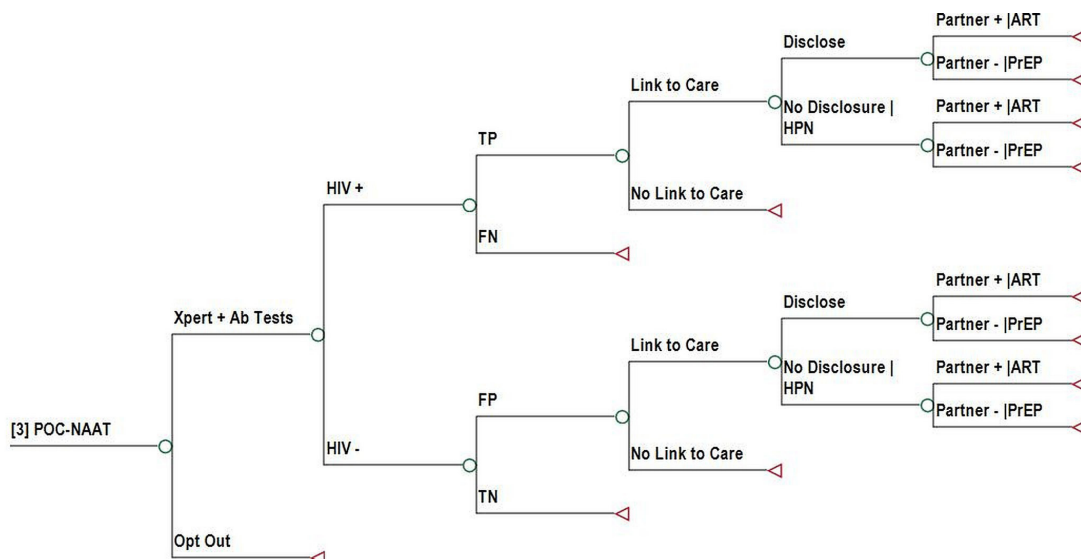 Partner + |ART
Disclose
Partner - |PrEP
Link to Care
No Disclosure |
HPN
Partner + |ART
Partner - |PrEP
TP
No Link to Care
HIV +
FN
Xpert + Ab Tests
Partner + |ART
Disclose
Partner - |PrEP
Link to Care
No Disclosure |
HPN
Partner + |ART
Partner - |PrEP
FP
No Link to Care
[3] POC-NAAT
HIV -
TN
Opt Out